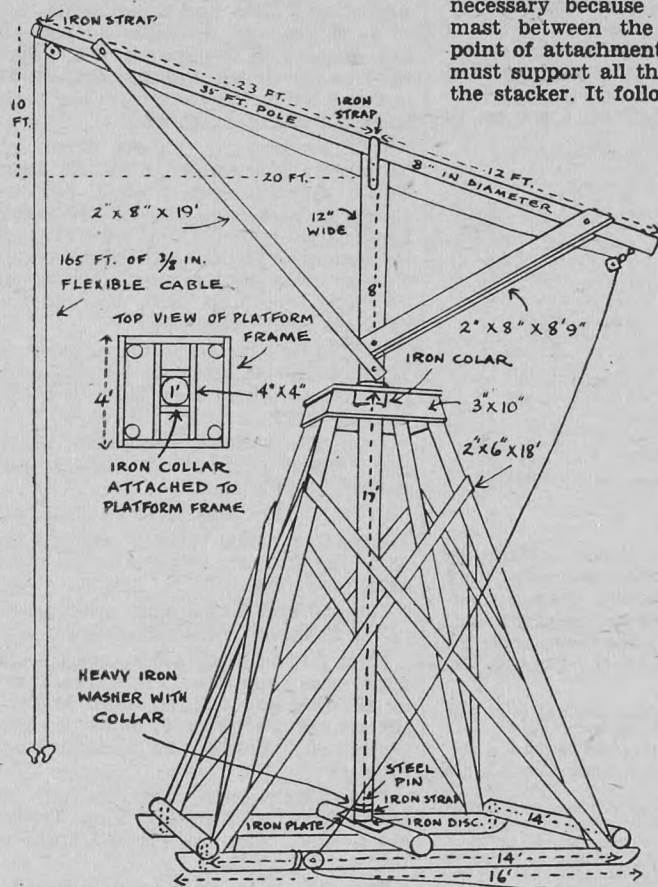 necessary because
mast between the
point of attachment
must support all th
the stacker. It follo
IRON STRAP
10
FT.
23 FT.
35 FT. POLE
IRON
STRAP
12 FT.
8" IN DIAMETER
20 FT.
2" x 8" x 19'
12"
WIDE
8'
165 FT. OF 3/8 IN.
FLEXIBLE CABLE
2" x 8" x 8'9"
TOP VIEW OF PLATFORM
FRAME
IRON COLAR
4'
1'
4" X 4"
3" X 10"
IRON COLLAR
ATTACHED TO
PLATFORM FRAME
2" x 6" x 18'
17'
HEAVY IRON
WASHER WITH
COLLAR
STEEL
PIN
IRON STRAP
IRON PLATE
IRON DISC.
14'
14'
16'